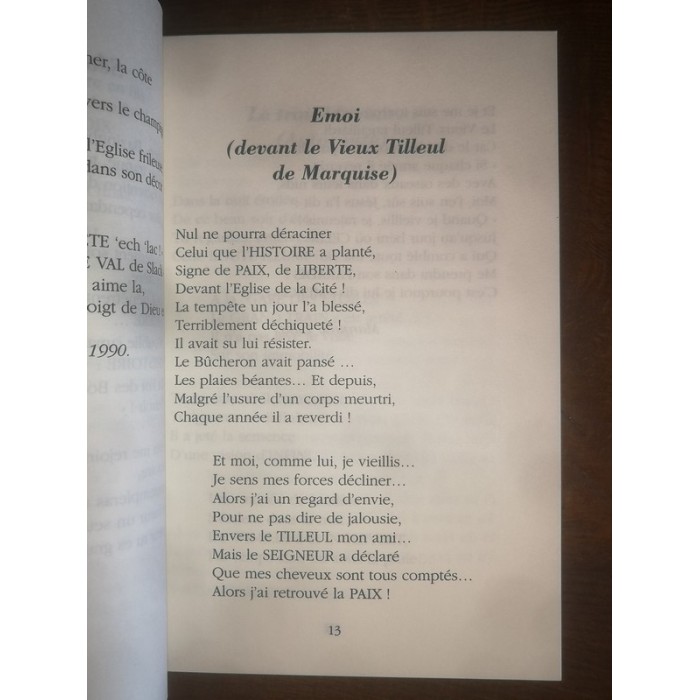 ner, la côte
vers le champ
l'Eglise frileuse
dans son déco
ETE 'ech 'lac !
E VAL de Slack
aime la,
oigt de Dieu
1990.
Emoi
(devant le Vieux Tilleul
de Marquise)
Nul ne pourra déraciner
Celui que l'HISTOIRE a planté,
Signe de PAIX, de LIBERTE,
Devant l'Eglise de la Cité !
La tempête un jour l'a blessé,
Terriblement déchiqueté !
Il avait su lui résister.
Le Bûcheron avait pansé …
Les plaies béantes… Et depuis,
Malgré l'usure d'un corps meurtri,
Chaque année il a reverdi !
Et moi, comme lui, je vieillis…
Je sens mes forces décliner…
Alors j'ai un regard d'envie,
Pour ne pas dire de jalousie,
Envers le TILLEUL mon ami…
Mais le SEIGNEUR a déclaré
Que mes cheveux sont tous comptés…
Alors j'ai retrouvé la PAIX !
13